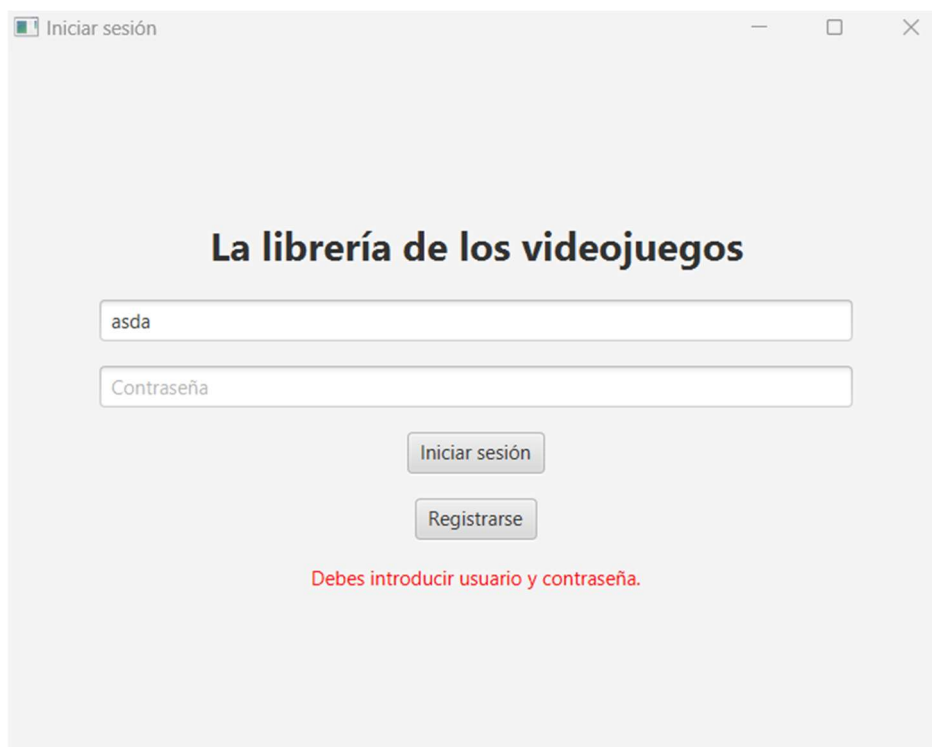 Iniciar sesión
La librería de los videojuegos
asda
Contraseña
Iniciar sesión
Registrarse
Debes introducir usuario y contraseña.